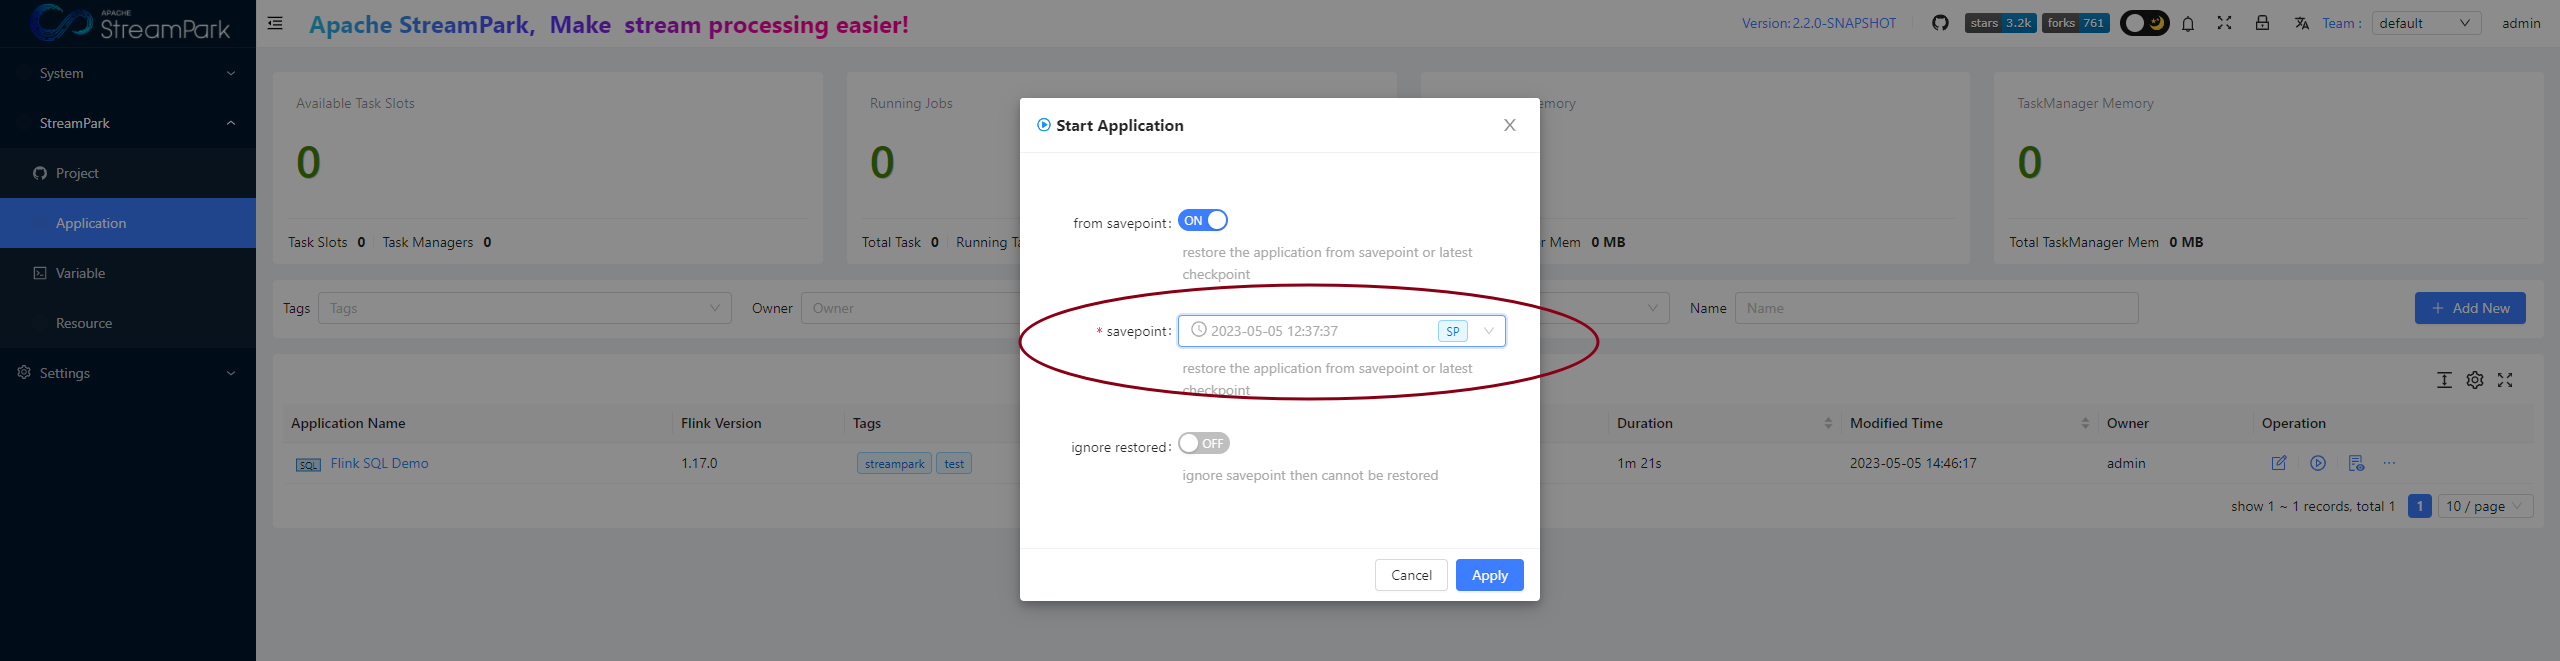 APACHE
StreamPark
Apache StreamPark, Make stream processing easier!
Version: 2.2.0-SNAPSHOT
stars 3.2k
forks 761
Team :
default
admin
System
StreamPark
Project
Application
Variable
Resource
Settings
Available Task Slots
0
Task Slots 0 Task Managers 0
Running Jobs
0
Total Task 0 Running
emory
r Mem 0 MB
TaskManager Memory
0
Total TaskManager Mem 0 MB
Tags Tags
Owner Owner
Name Name
+ Add New
Application Name Flink Version Tags Duration Modified Time Owner Operation
SQL Flink SQL Demo 1.17.0 streampark test 1m 21s 2023-05-05 14:46:17 admin ...
show 1 ~ 1 records, total 1 1 10 / page
Start Application
from savepoint: ON
restore the application from savepoint or latest
checkpoint
* savepoint: 2023-05-05 12:37:37 SP
restore the application from savepoint or latest
checkpoint
ignore restored: OFF
ignore savepoint then cannot be restored
Cancel Apply